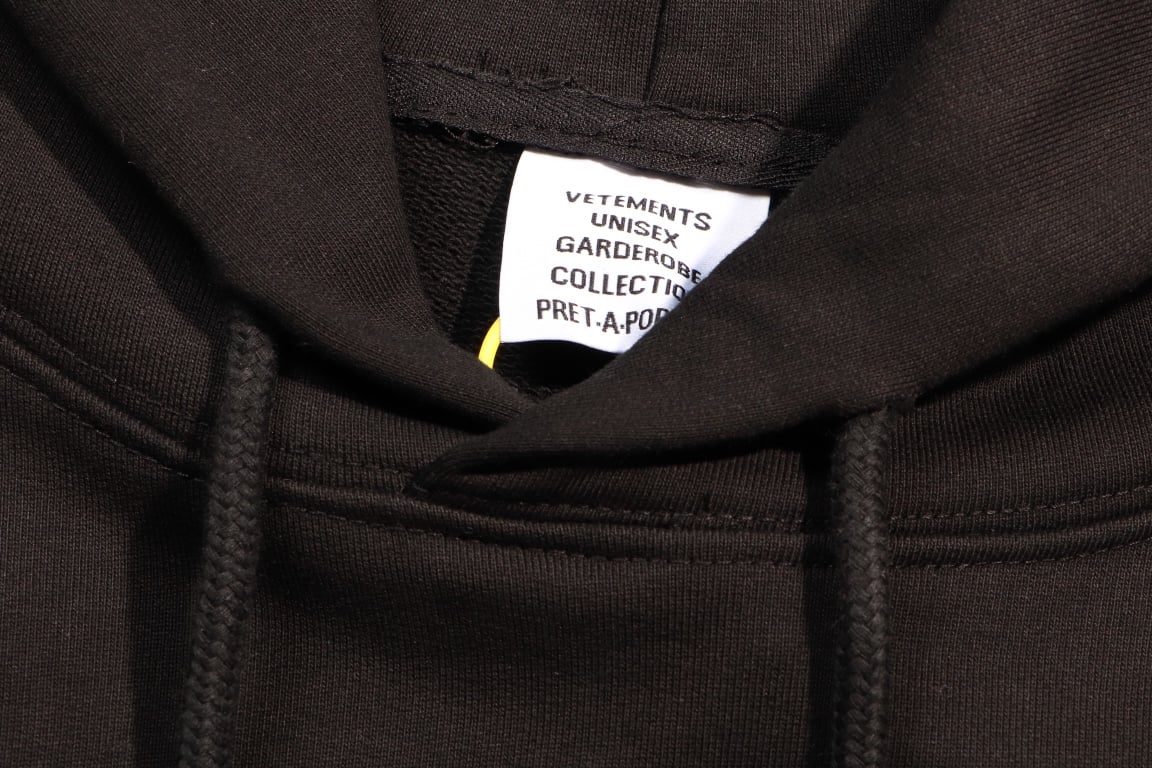 VETEMENTS
UNISEX
GARDEROBE
COLLECTIO
PRET·A·POR